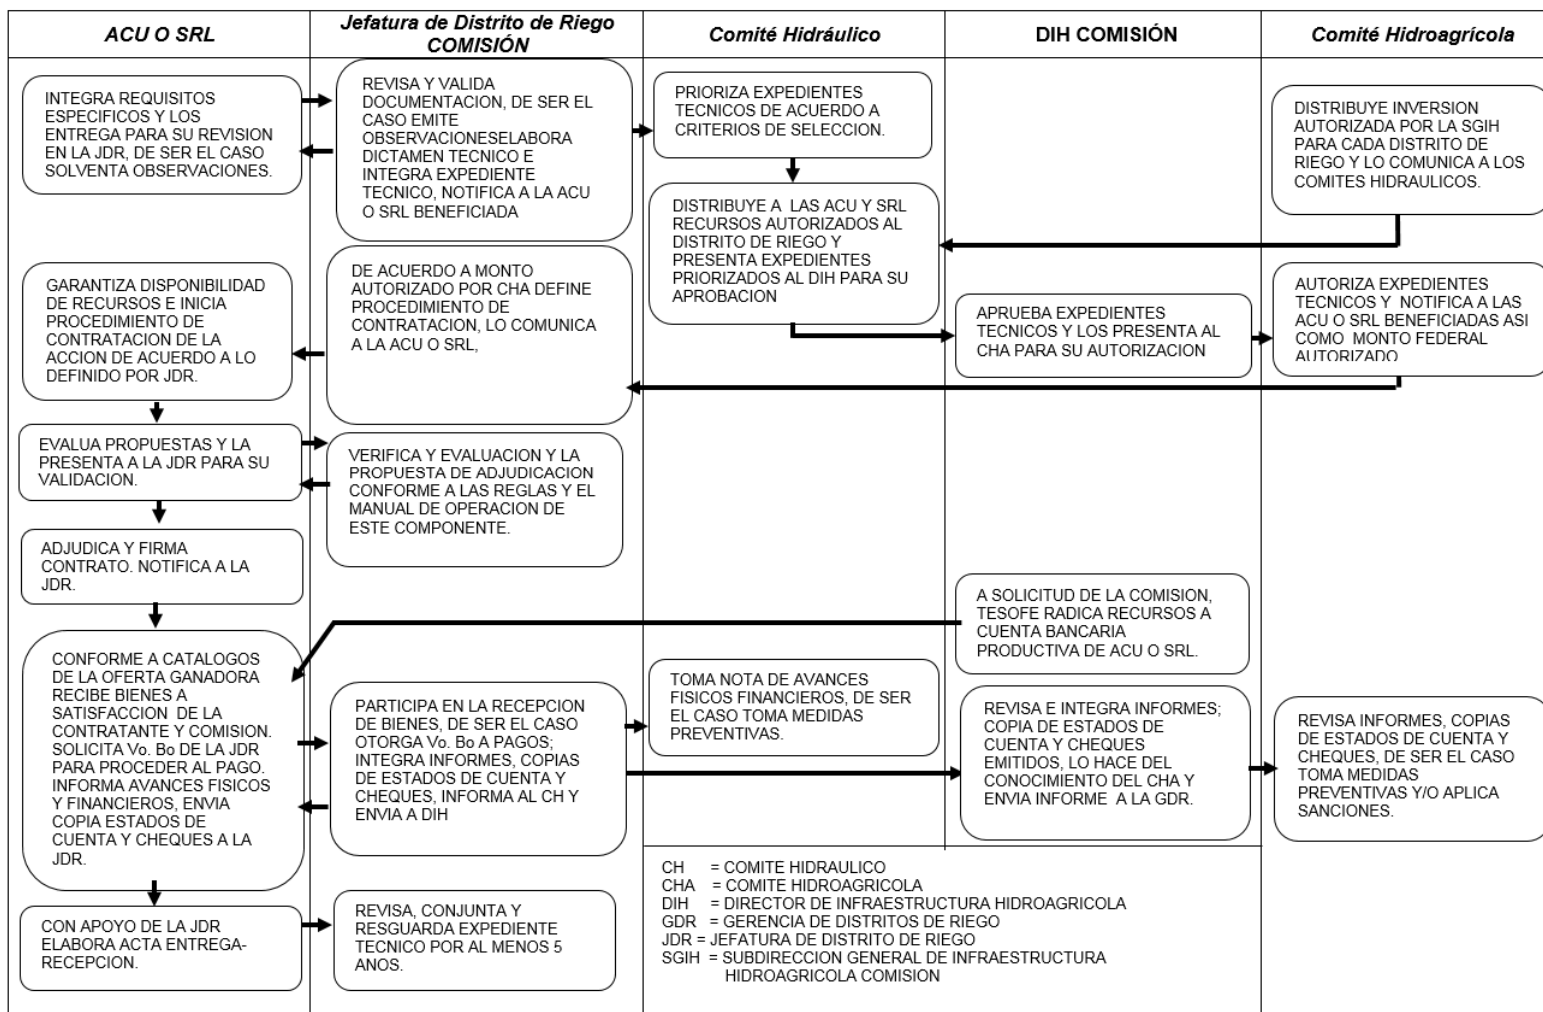 ACU O SRL
Jefatura de Distrito de Riego
COMISIÓN
Comité Hidráulico
DIH COMISIÓN
Comité Hidroagrícola
INTEGRA REQUISITOS
ESPECIFICOS Y LOS
ENTREGA PARA SU REVISION
EN LA JDR, DE SER EL CASO
SOLVENTA OBSERVACIONES.
REVISA Y VALIDA
DOCUMENTACION, DE SER EL
CASO EMITE
OBSERVACIONESELABORA
DICTAMEN TECNICO E
INTEGRA EXPEDIENTE
TECNICO, NOTIFICA A LA ACU
O SRL BENEFICIADA
PRIORIZA EXPEDIENTES
TECNICOS DE ACUERDO A
CRITERIOS DE SELECCION.
DISTRIBUYE INVERSION
AUTORIZADA POR LA SGIH
PARA CADA DISTRITO DE
RIEGO Y LO COMUNICA A LOS
COMITES HIDRAULICOS.
DISTRIBUYE A LAS ACU Y SRL
RECURSOS AUTORIZADOS AL
DISTRITO DE RIEGO Y
PRESENTA EXPEDIENTES
PRIORIZADOS AL DIH PARA SU
APROBACION
APRUEBA EXPEDIENTES
TECNICOS Y LOS PRESENTA AL
CHA PARA SU AUTORIZACION
AUTORIZA EXPEDIENTES
TECNICOS Y NOTIFICA A LAS
ACU O SRL BENEFICIADAS ASI
COMO MONTO FEDERAL
AUTORIZADO
DE ACUERDO A MONTO
AUTORIZADO POR CHA DEFINE
PROCEDIMIENTO DE
CONTRATACION, LO COMUNICA
A LA ACU O SRL,
GARANTIZA DISPONIBILIDAD
DE RECURSOS E INICIA
PROCEDIMIENTO DE
CONTRATACION DE LA
ACCION DE ACUERDO A LO
DEFINIDO POR JDR.
EVALUA PROPUESTAS Y LA
PRESENTA A LA JDR PARA SU
VALIDACION.
VERIFICA Y EVALUACION Y LA
PROPUESTA DE ADJUDICACION
CONFORME A LAS REGLAS Y EL
MANUAL DE OPERACION DE
ESTE COMPONENTE.
ADJUDICA Y FIRMA
CONTRATO. NOTIFICA A LA
JDR.
A SOLICITUD DE LA COMISION,
TESOFE RADICA RECURSOS A
CUENTA BANCARIA
PRODUCTIVA DE ACU O SRL.
CONFORME A CATALOGOS
DE LA OFERTA GANADORA
RECIBE BIENES A
SATISFACCION DE LA
CONTRATANTE Y COMISION.
SOLICITA Vo. Bo DE LA JDR
PARA PROCEDER AL PAGO.
INFORMA AVANCES FISICOS
Y FINANCIEROS, ENVIA
COPIA ESTADOS DE
CUENTA Y CHEQUES A LA
JDR.
PARTICIPA EN LA RECEPCION
DE BIENES, DE SER EL CASO
OTORGA Vo. Bo A PAGOS;
INTEGRA INFORMES, COPIAS
DE ESTADOS DE CUENTA Y
CHEQUES, INFORMA AL CH Y
ENVIA A DIH
TOMA NOTA DE AVANCES
FISICOS FINANCIEROS, DE SER
EL CASO TOMA MEDIDAS
PREVENTIVAS.
REVISA E INTEGRA INFORMES;
COPIA DE ESTADOS DE
CUENTA Y CHEQUES
EMITIDOS, LO HACE DEL
CONOCIMIENTO DEL CHA Y
ENVIA INFORME A LA GDR.
REVISA INFORMES, COPIAS
DE ESTADOS DE CUENTA Y
CHEQUES, DE SER EL CASO
TOMA MEDIDAS
PREVENTIVAS Y/O APLICA
SANCIONES.
CON APOYO DE LA JDR
ELABORA ACTA ENTREGA-
RECEPCION.
REVISA, CONJUNTA Y
RESGUARDA EXPEDIENTE
TECNICO POR AL MENOS 5
ANOS.
CH = COMITE HIDRAULICO
CHA = COMITE HIDROAGRICOLA
DIH = DIRECTOR DE INFRAESTRUCTURA HIDROAGRICOLA
GDR = GERENCIA DE DISTRITOS DE RIEGO
JDR = JEFATURA DE DISTRITO DE RIEGO
SGIH = SUBDIRECCION GENERAL DE INFRAESTRUCTURA
HIDROAGRICOLA COMISION